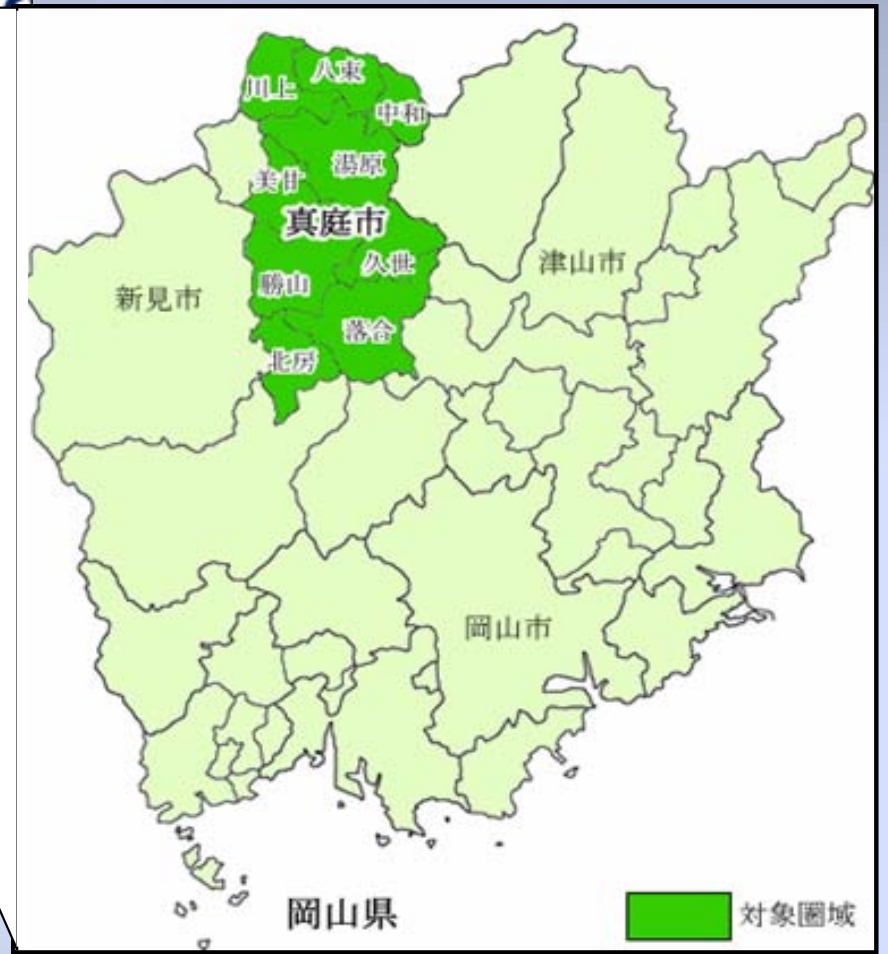 八束
川上
中和
湯原
美甘
真庭市
久世
津山市
勝山
新見市
落合
北房
岡山市
岡山県
対象圏域